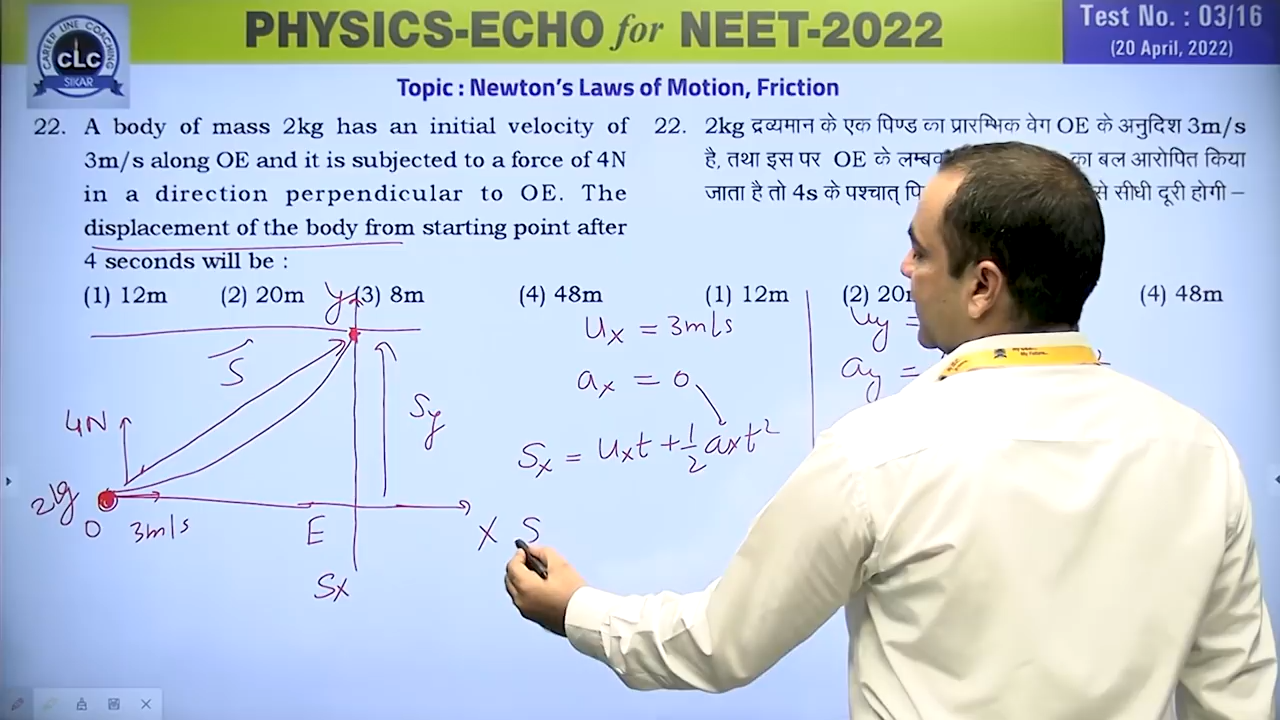 CAREER LINE COACHING
CLC
SIKAR
PHYSICS-ECHO for NEET-2022
Test No. : 03/16
(20 April, 2022)
Topic : Newton's Laws of Motion, Friction
22. A body of mass 2kg has an initial velocity of
3m/s along OE and it is subjected to a force of 4N
in a direction perpendicular to OE. The
displacement of the body from starting point after
4 seconds will be :
(1) 12m (2) 20m (3) 8m (4) 48m
22. 2kg द्रव्यमान के एक पिण्ड का प्रारम्भिक वेग OE के अनुदिश 3m/s
है, तथा इस पर OE के का बल आरोपित किया
जाता है तो 4s के पश्चात् से सीधी दूरी होगी –
(1) 12m (2) (4) 48m
y
S
4N
Sy
2kg
O 3m/s E X
Sx
ux = 3m/s
ax = 0
Sx = uxt + 1/2 axt²
S
uy =
ay =